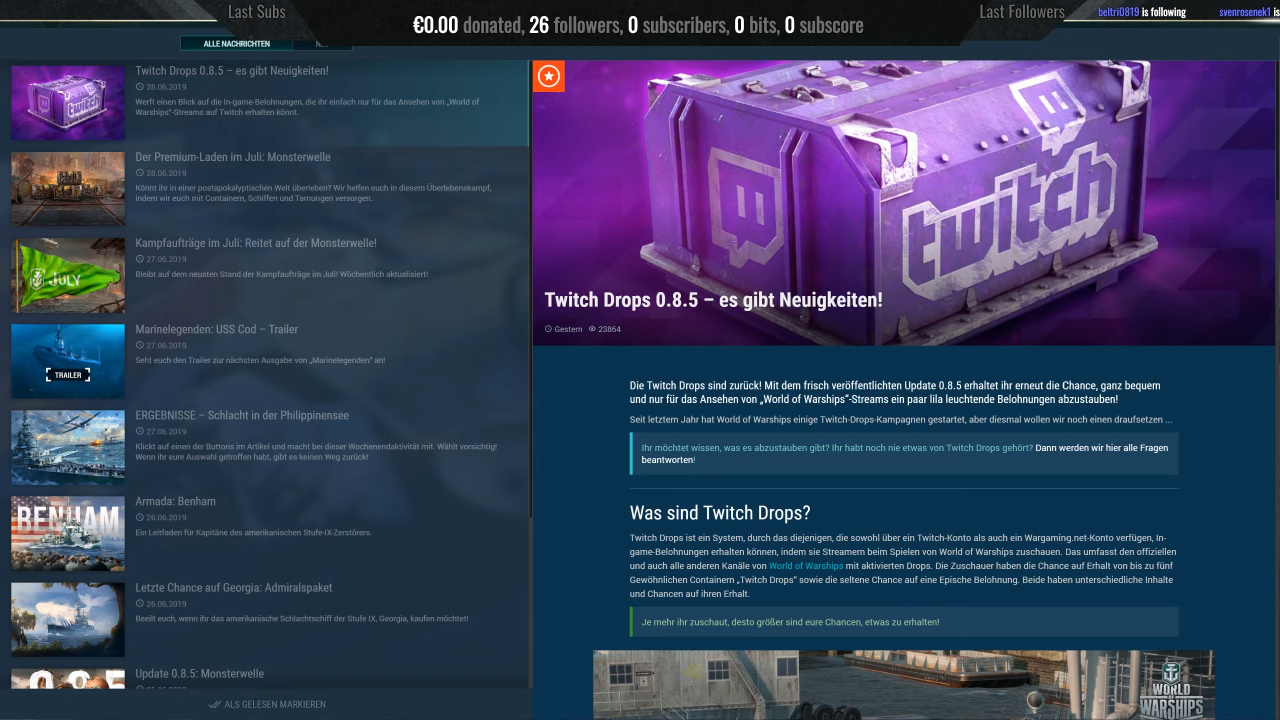 Last Subs
€0.00 donated, 26 followers, 0 subscribers, 0 bits, 0 subscore
Last Followers
beltri0819 is following
svenrosenek1 is
ALLE NACHRICHTEN
Twitch Drops 0.8.5 – es gibt Neuigkeiten!
28.06.2019
Werft einen Blick auf die In-game-Belohnungen, die ihr einfach nur für das Ansehen von „World of
Warships“-Streams auf Twitch erhalten könnt.
Der Premium-Laden im Juli: Monsterwelle
28.06.2019
Könnt ihr in einer postapokalyptischen Welt überleben? Wir helfen euch in diesem Überlebenskampf,
indem wir euch mit Containern, Schiffen und Tarnungen versorgen.
JULY
Kampfaufträge im Juli: Reitet auf der Monsterwelle!
27.06.2019
Bleibt auf dem neusten Stand der Kampfaufträge im Juli! Wöchentlich aktualisiert!
TRAILER
Marinelegenden: USS Cod – Trailer
27.06.2019
Seht euch den Trailer zur nächsten Ausgabe von „Marinelegenden“ an!
ERGEBNISSE – Schlacht in der Philippinensee
27.06.2019
Klickt auf einen der Buttons im Artikel und macht bei dieser Wochenendaktivität mit. Wählt vorsichtig!
Wenn ihr eure Auswahl getroffen habt, gibt es keinen Weg zurück!
BENHAM
Armada: Benham
26.06.2019
Ein Leitfaden für Kapitäne des amerikanischen Stufe-IX-Zerstörers.
Letzte Chance auf Georgia: Admiralspaket
26.06.2019
Beeilt euch, wenn ihr das amerikanische Schlachtschiff der Stufe IX, Georgia, kaufen möchtet!
Update 0.8.5: Monsterwelle
ALS GELESEN MARKIEREN
twitch
twitch
Twitch Drops 0.8.5 – es gibt Neuigkeiten!
Gestern 23864
Die Twitch Drops sind zurück! Mit dem frisch veröffentlichten Update 0.8.5 erhaltet ihr erneut die Chance, ganz bequem
und nur für das Ansehen von „World of Warships“-Streams ein paar lila leuchtende Belohnungen abzustauben!
Seit letztem Jahr hat World of Warships einige Twitch-Drops-Kampagnen gestartet, aber diesmal wollen wir noch einen draufsetzen ...
Ihr möchtet wissen, was es abzustauben gibt? Ihr habt noch nie etwas von Twitch Drops gehört? Dann werden wir hier alle Fragen
beantworten!
Was sind Twitch Drops?
Twitch Drops ist ein System, durch das diejenigen, die sowohl über ein Twitch-Konto als auch ein Wargaming.net-Konto verfügen, In-
game-Belohnungen erhalten können, indem sie Streamern beim Spielen von World of Warships zuschauen. Das umfasst den offiziellen
und auch alle anderen Kanäle von World of Warships mit aktivierten Drops. Die Zuschauer haben die Chance auf Erhalt von bis zu fünf
Gewöhnlichen Containern „Twitch Drops“ sowie die seltene Chance auf eine Epische Belohnung. Beide haben unterschiedliche Inhalte
und Chancen auf ihren Erhalt.
Je mehr ihr zuschaut, desto größer sind eure Chancen, etwas zu erhalten!
WORLD
OF
WARSHIPS